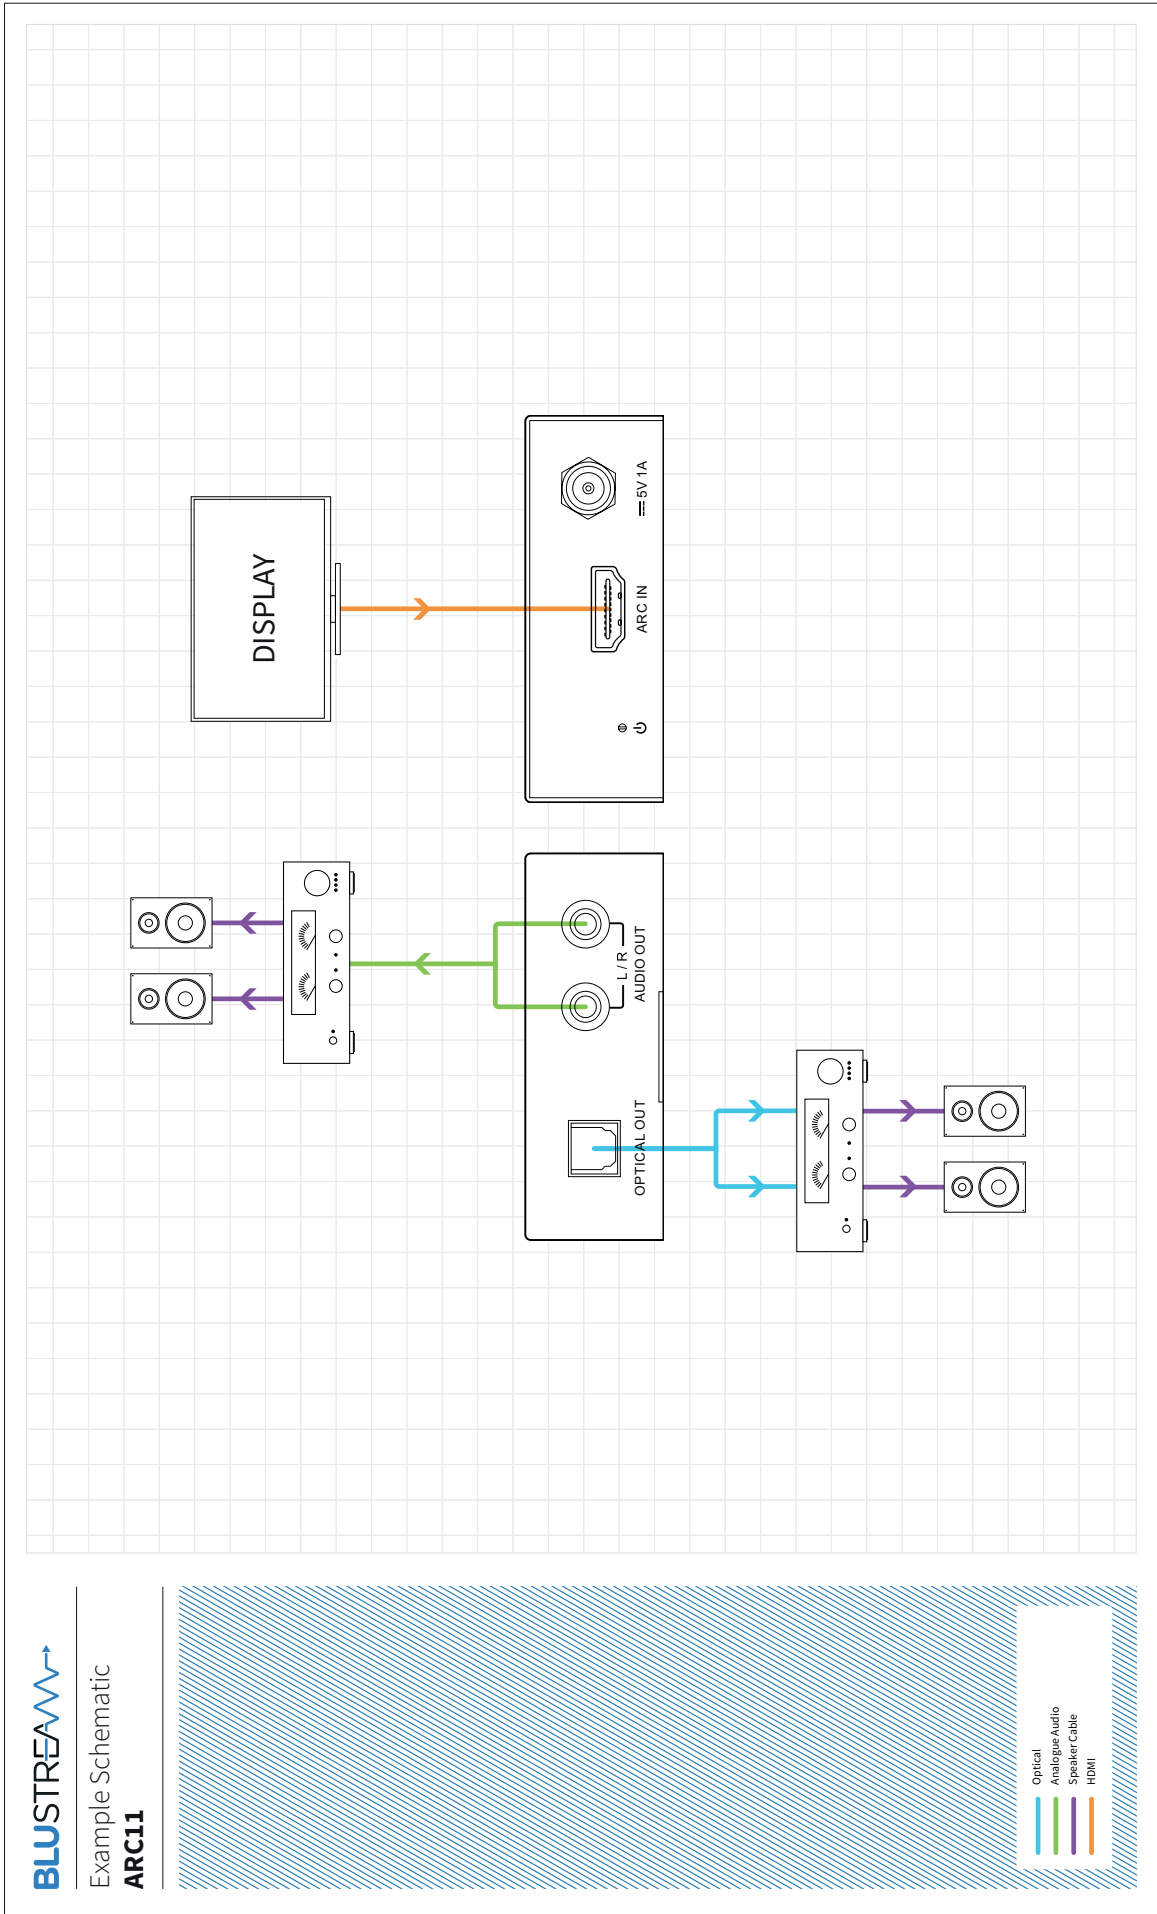 BLUSTREAM
Example Schematic
ARC11
DISPLAY
OPTICAL OUT
L / R
AUDIO OUT
ARC IN
5V 1A
Optical
Analogue Audio
Speaker Cable
HDMI